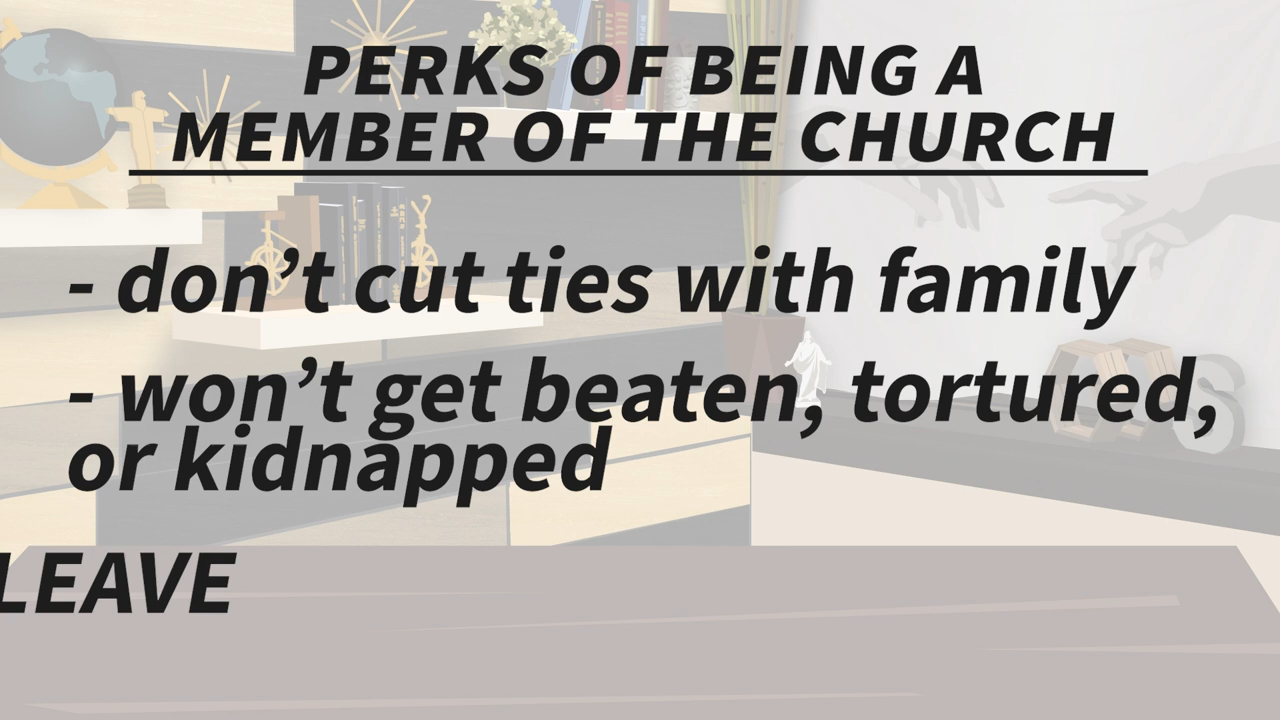 PERKS OF BEING A
MEMBER OF THE CHURCH
- don’t cut ties with family
- won’t get beaten, tortured,
or kidnapped
LEAVE